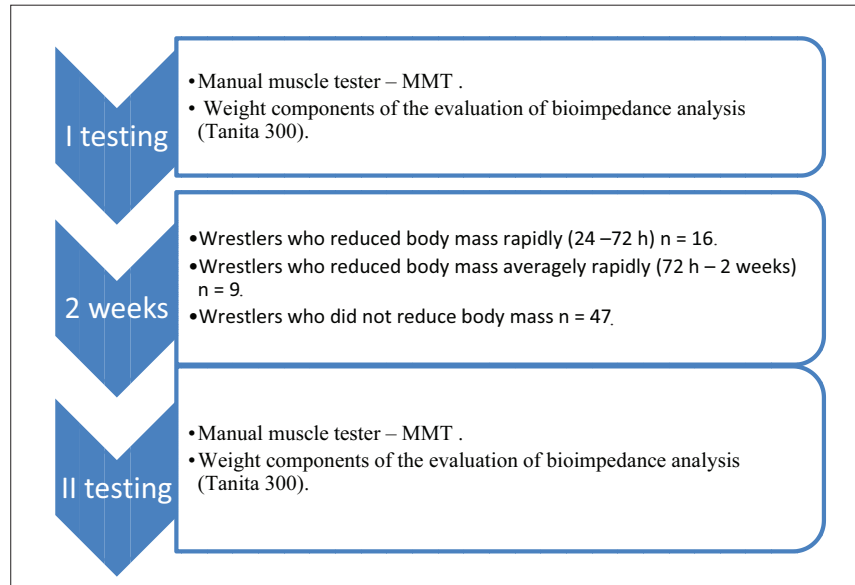 •Manual muscle tester – MMT .
• Weight components of the evaluation of bioimpedance analysis
(Tanita 300).
I testing
•Wrestlers who reduced body mass rapidly (24 –72 h) n = 16.
•Wrestlers who reduced body mass averagely rapidly (72 h – 2 weeks)
n = 9.
•Wrestlers who did not reduce body mass n = 47.
2 weeks
•Manual muscle tester – MMT .
•Weight components of the evaluation of bioimpedance analysis
(Tanita 300).
II testing